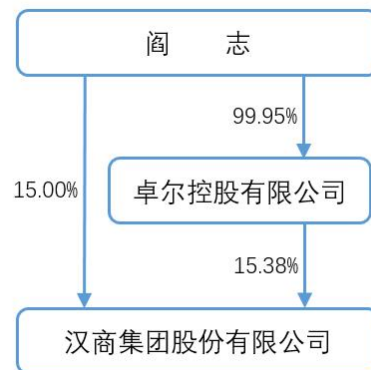 阎 志
99.95%
15.00%
卓尔控股有限公司
15.38%
汉商集团股份有限公司